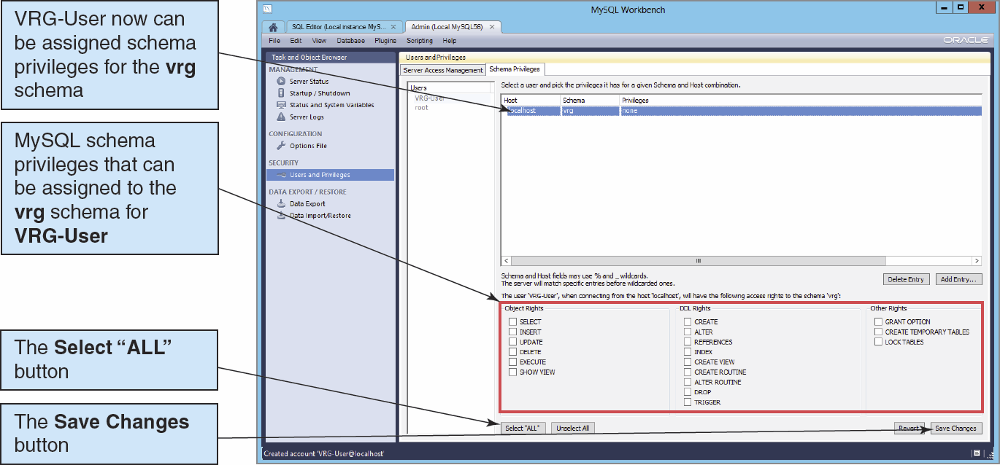 VRG-User now can
be assigned schema
privileges for the vrg
schema
MySQL schema
privileges that can
be assigned to the
vrg schema for
VRG-User
The Select “ALL”
button
The Save Changes
button
MySQL Workbench
SQL Editor (Local instance MyS... ×
Admin (Local MySQL56) ×
File Edit View Database Plugins Scripting Help
ORACLE
Task and Object Browser
MANAGEMENT
Server Status
Startup / Shutdown
Status and System Variables
Server Logs
CONFIGURATION
Options File
SECURITY
Users and Privileges
DATA EXPORT / RESTORE
Data Export
Data Import/Restore
Users and Privileges
Server Access Management
Schema Privileges
Users
VRG-User
root
Select a user and pick the privileges it has for a given Schema and Host combination.
Host Schema Privileges
localhost vrg none
Schema and Host fields may use % and _ wildcards.
The server will match specific entries before wildcarded ones.
Delete Entry
Add Entry...
The user 'VRG-User', when connecting from the host 'localhost', will have the following access rights to the schema 'vrg':
Object Rights
SELECT
INSERT
UPDATE
DELETE
EXECUTE
SHOW VIEW
DDL Rights
CREATE
ALTER
REFERENCES
INDEX
CREATE VIEW
CREATE ROUTINE
ALTER ROUTINE
DROP
TRIGGER
Other Rights
GRANT OPTION
CREATE TEMPORARY TABLES
LOCK TABLES
Select "ALL"
Unselect All
Revert
Save Changes
Created account 'VRG-User@localhost'